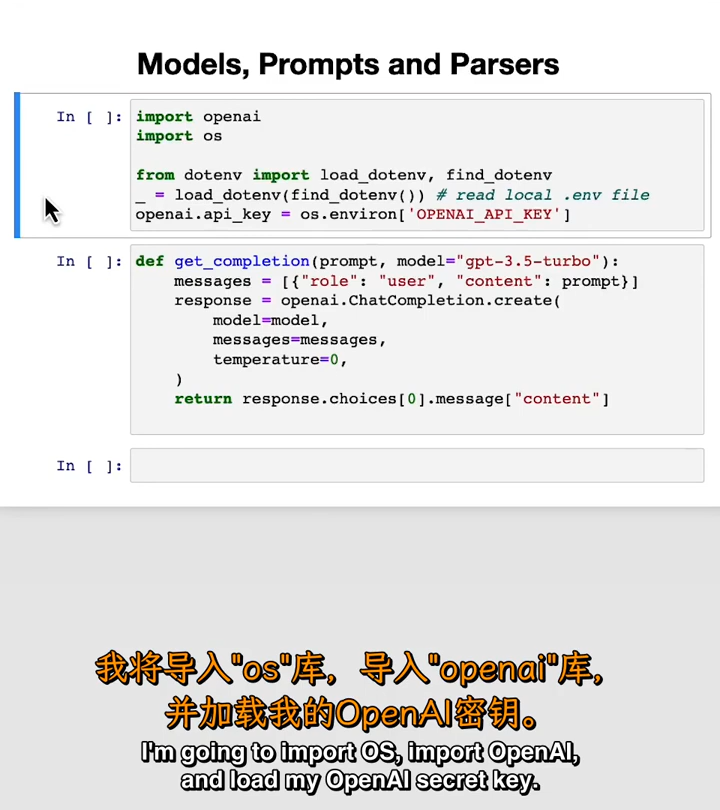 Models, Prompts and Parsers
In [ ]:
import openai
import os
from dotenv import load_dotenv, find_dotenv
_ = load_dotenv(find_dotenv()) # read local .env file
openai.api_key = os.environ['OPENAI_API_KEY']
In [ ]:
def get_completion(prompt, model="gpt-3.5-turbo"):
    messages = [{"role": "user", "content": prompt}]
    response = openai.ChatCompletion.create(
        model=model,
        messages=messages,
        temperature=0,
    )
    return response.choices[0].message["content"]
In [ ]:
我将导入"os"库，导入"openai"库，
并加载我的OpenAI密钥。
I'm going to import OS, import OpenAI,
and load my OpenAI secret key.